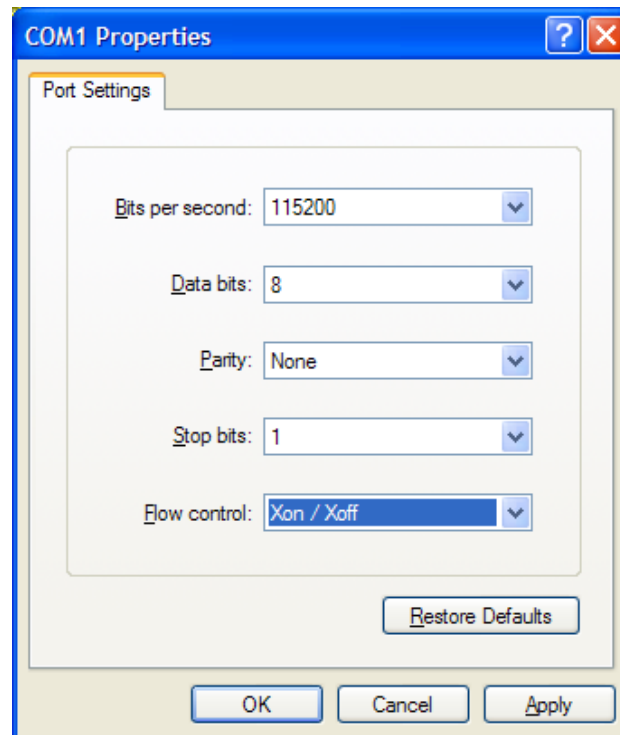 COM1 Properties
Port Settings
Bits per second: 115200
Data bits: 8
Parity: None
Stop bits: 1
Flow control: Xon / Xoff
Restore Defaults
OK Cancel Apply